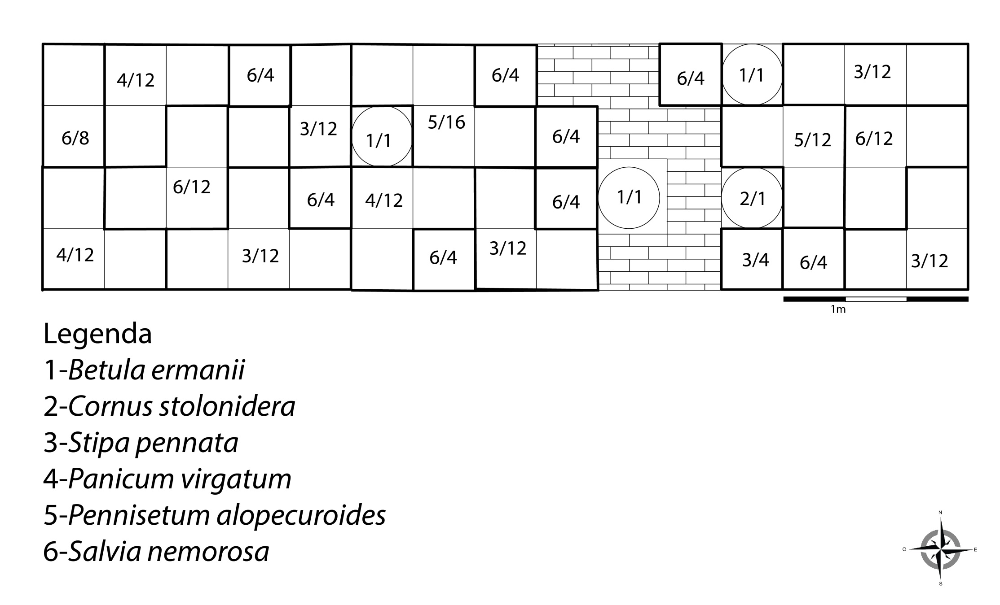 4/12
6/4
6/4
6/4
1/1
3/12
6/8
3/12
1/1
5/16
6/4
5/12
6/12
6/12
6/4
4/12
6/4
1/1
2/1
4/12
3/12
6/4
3/12
3/4
6/4
3/12
1m
Legenda
1-Betula ermanii
2-Cornus stolonidera
3-Stipa pennata
4-Panicum virgatum
5-Pennisetum alopecuroides
6-Salvia nemorosa
N
O
E
S